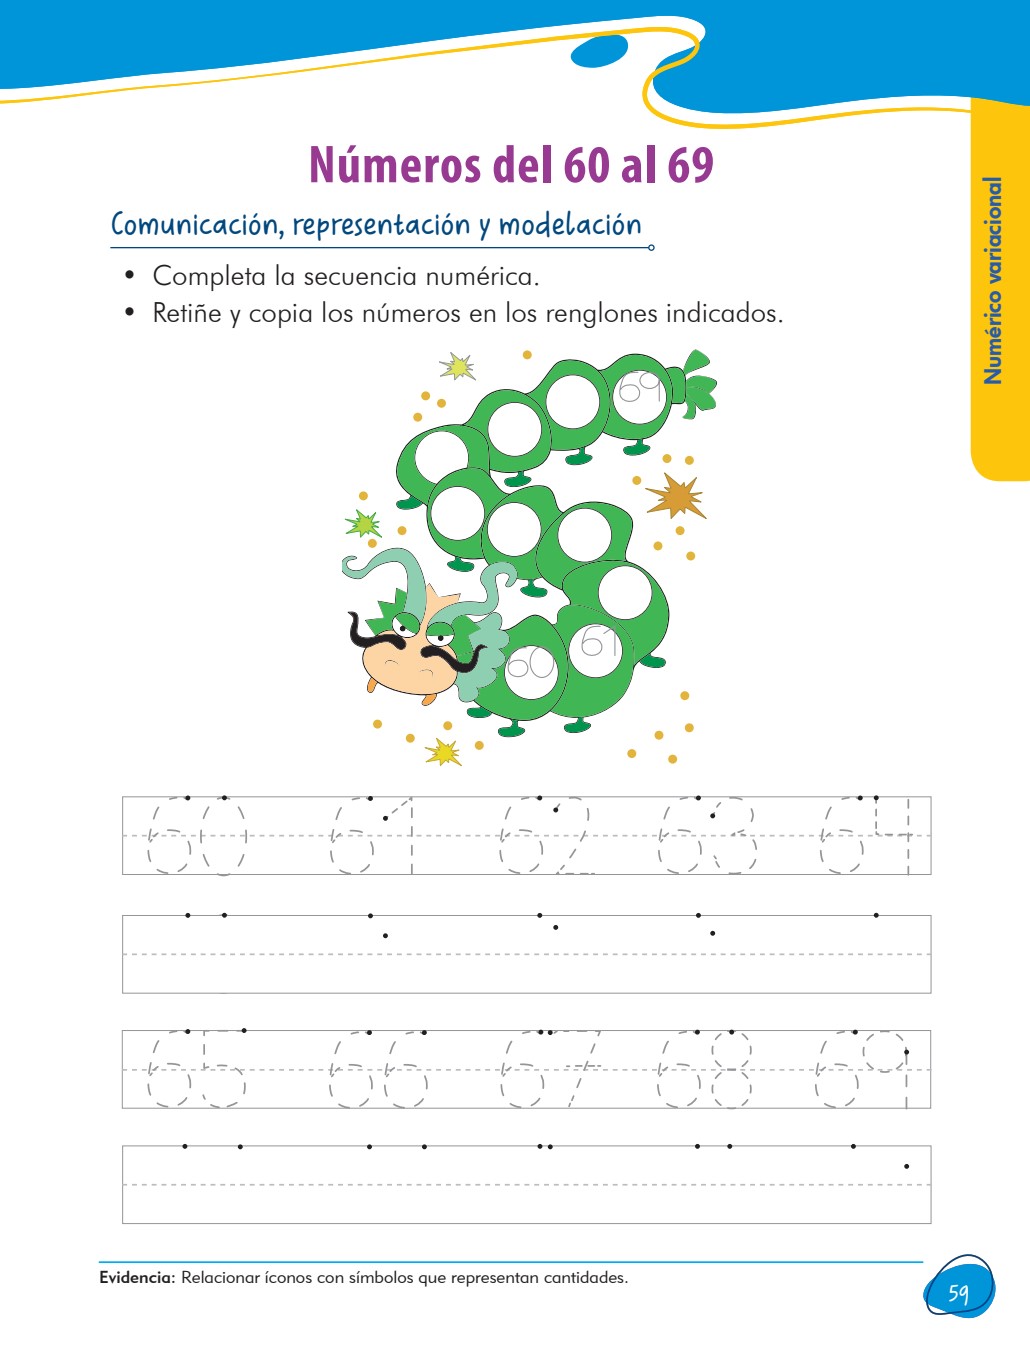 Números del 60 al 69
Numérico variacional
Comunicación, representación y modelación
• Completa la secuencia numérica.
• Retiñe y copia los números en los renglones indicados.
69
61
60
60 61 62 63 64
65 66 67 68 69
Evidencia: Relacionar íconos con símbolos que representan cantidades.
59